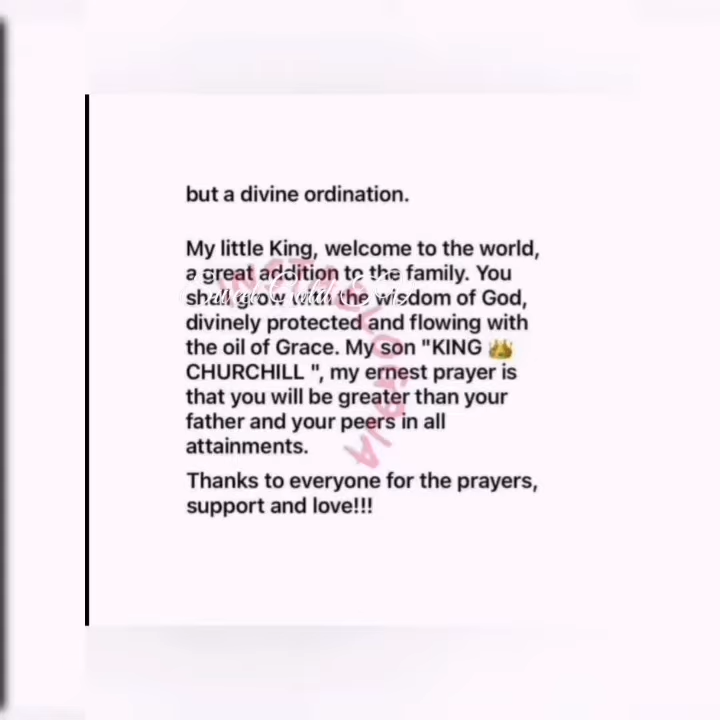 but a divine ordination.
My little King, welcome to the world,
a great addition to the family. You
shall grow with the wisdom of God,
divinely protected and flowing with
the oil of Grace. My son "KING 👑
CHURCHILL ", my ernest prayer is
that you will be greater than your
father and your peers in all
attainments.
Thanks to everyone for the prayers,
support and love!!!